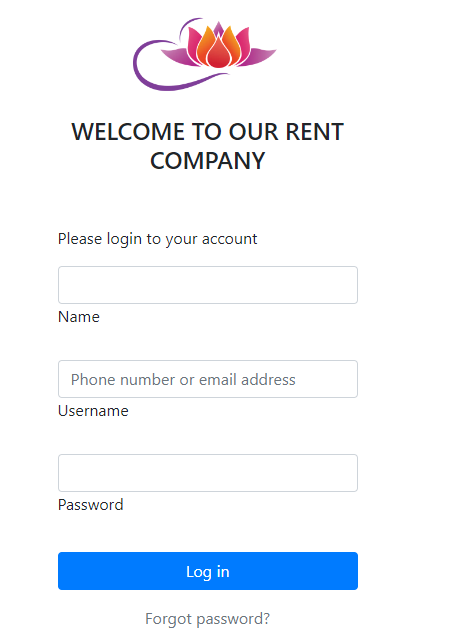 WELCOME TO OUR RENT
COMPANY
Please login to your account
Name
Phone number or email address
Username
Password
Log in
Forgot password?